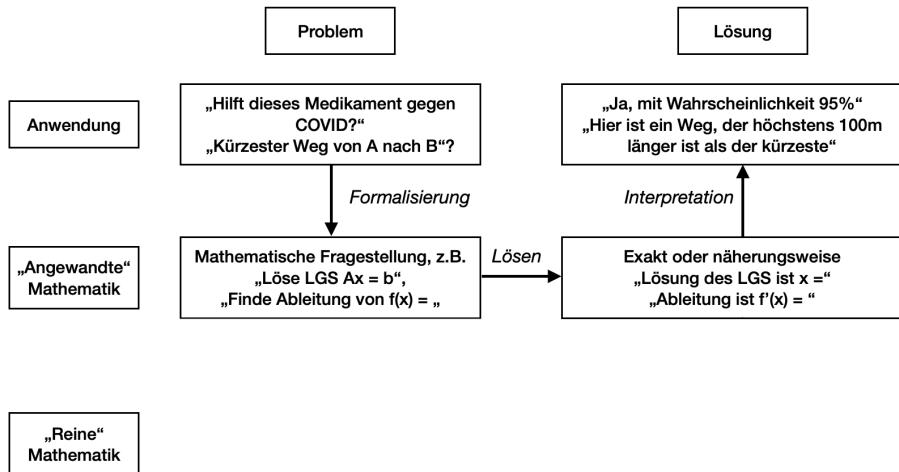 Problem
Lösung
Anwendung
„Hilft dieses Medikament gegen
COVID?“
„Kürzester Weg von A nach B“?
„Ja, mit Wahrscheinlichkeit 95%“
„Hier ist ein Weg, der höchstens 100m
länger ist als der kürzeste“
Formalisierung
Interpretation
„Angewandte“
Mathematik
Mathematische Fragestellung, z.B.
„Löse LGS Ax = b“,
„Finde Ableitung von f(x) = „
Lösen
Exakt oder näherungsweise
„Lösung des LGS ist x =“
„Ableitung ist f’(x) = “
„Reine“
Mathematik